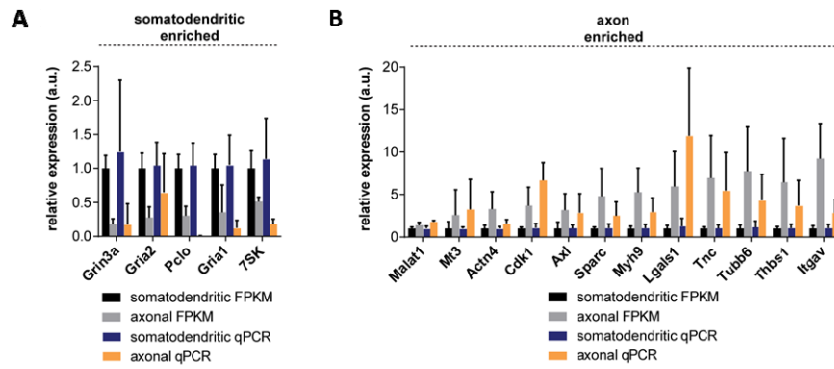 A
somatodendritic
enriched
relative expression (a.u.)
2.5
2.0
1.5
1.0
0.5
0.0
Grin3a
Gria2
Pclo
Gria1
7SK
somatodendritic FPKM
axonal FPKM
somatodendritic qPCR
axonal qPCR
B
axon
enriched
relative expression (a.u.)
20
15
10
5
0
Malat1
Mt3
Actn4
Cdk1
Axl
Sparc
Myh9
Lgals1
Tnc
Tubb6
Thbs1
Itgav
somatodendritic FPKM
axonal FPKM
somatodendritic qPCR
axonal qPCR